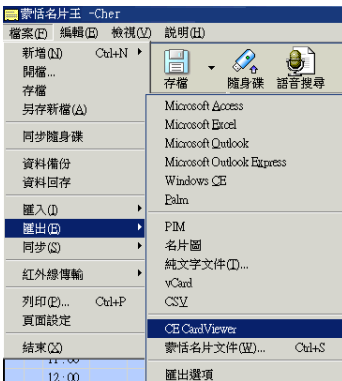 蒙恬名片王 -Cher
檔案(F) 編輯(E) 檢視(V) 說明(H)
新增(N) Ctrl+N
開檔...
存檔
另存新檔(A)
同步隨身碟
資料備份
資料回存
匯入(I)
匯出(E)
同步(S)
紅外線傳輸
列印(P)... Ctrl+P
頁面設定
結束(X)
11:00
12:00
存檔 隨身碟 語音搜尋
Microsoft Access
Microsoft Excel
Microsoft Outlook
Microsoft Outlook Express
Windows CE
Palm
PIM
名片圖
純文字文件(T)...
vCard
CSV
CE CardViewer
蒙恬名片文件(W)... Ctrl+S
匯出選項